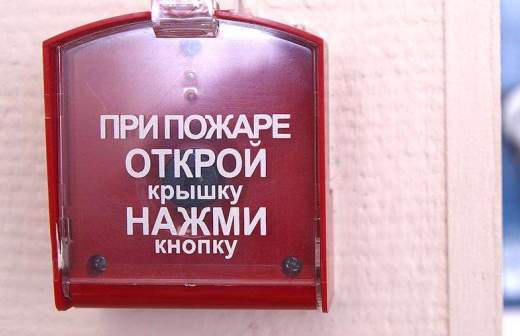 ПРИ ПОЖАРЕ
ОТКРОЙ
крышку
НАЖМИ
кнопку